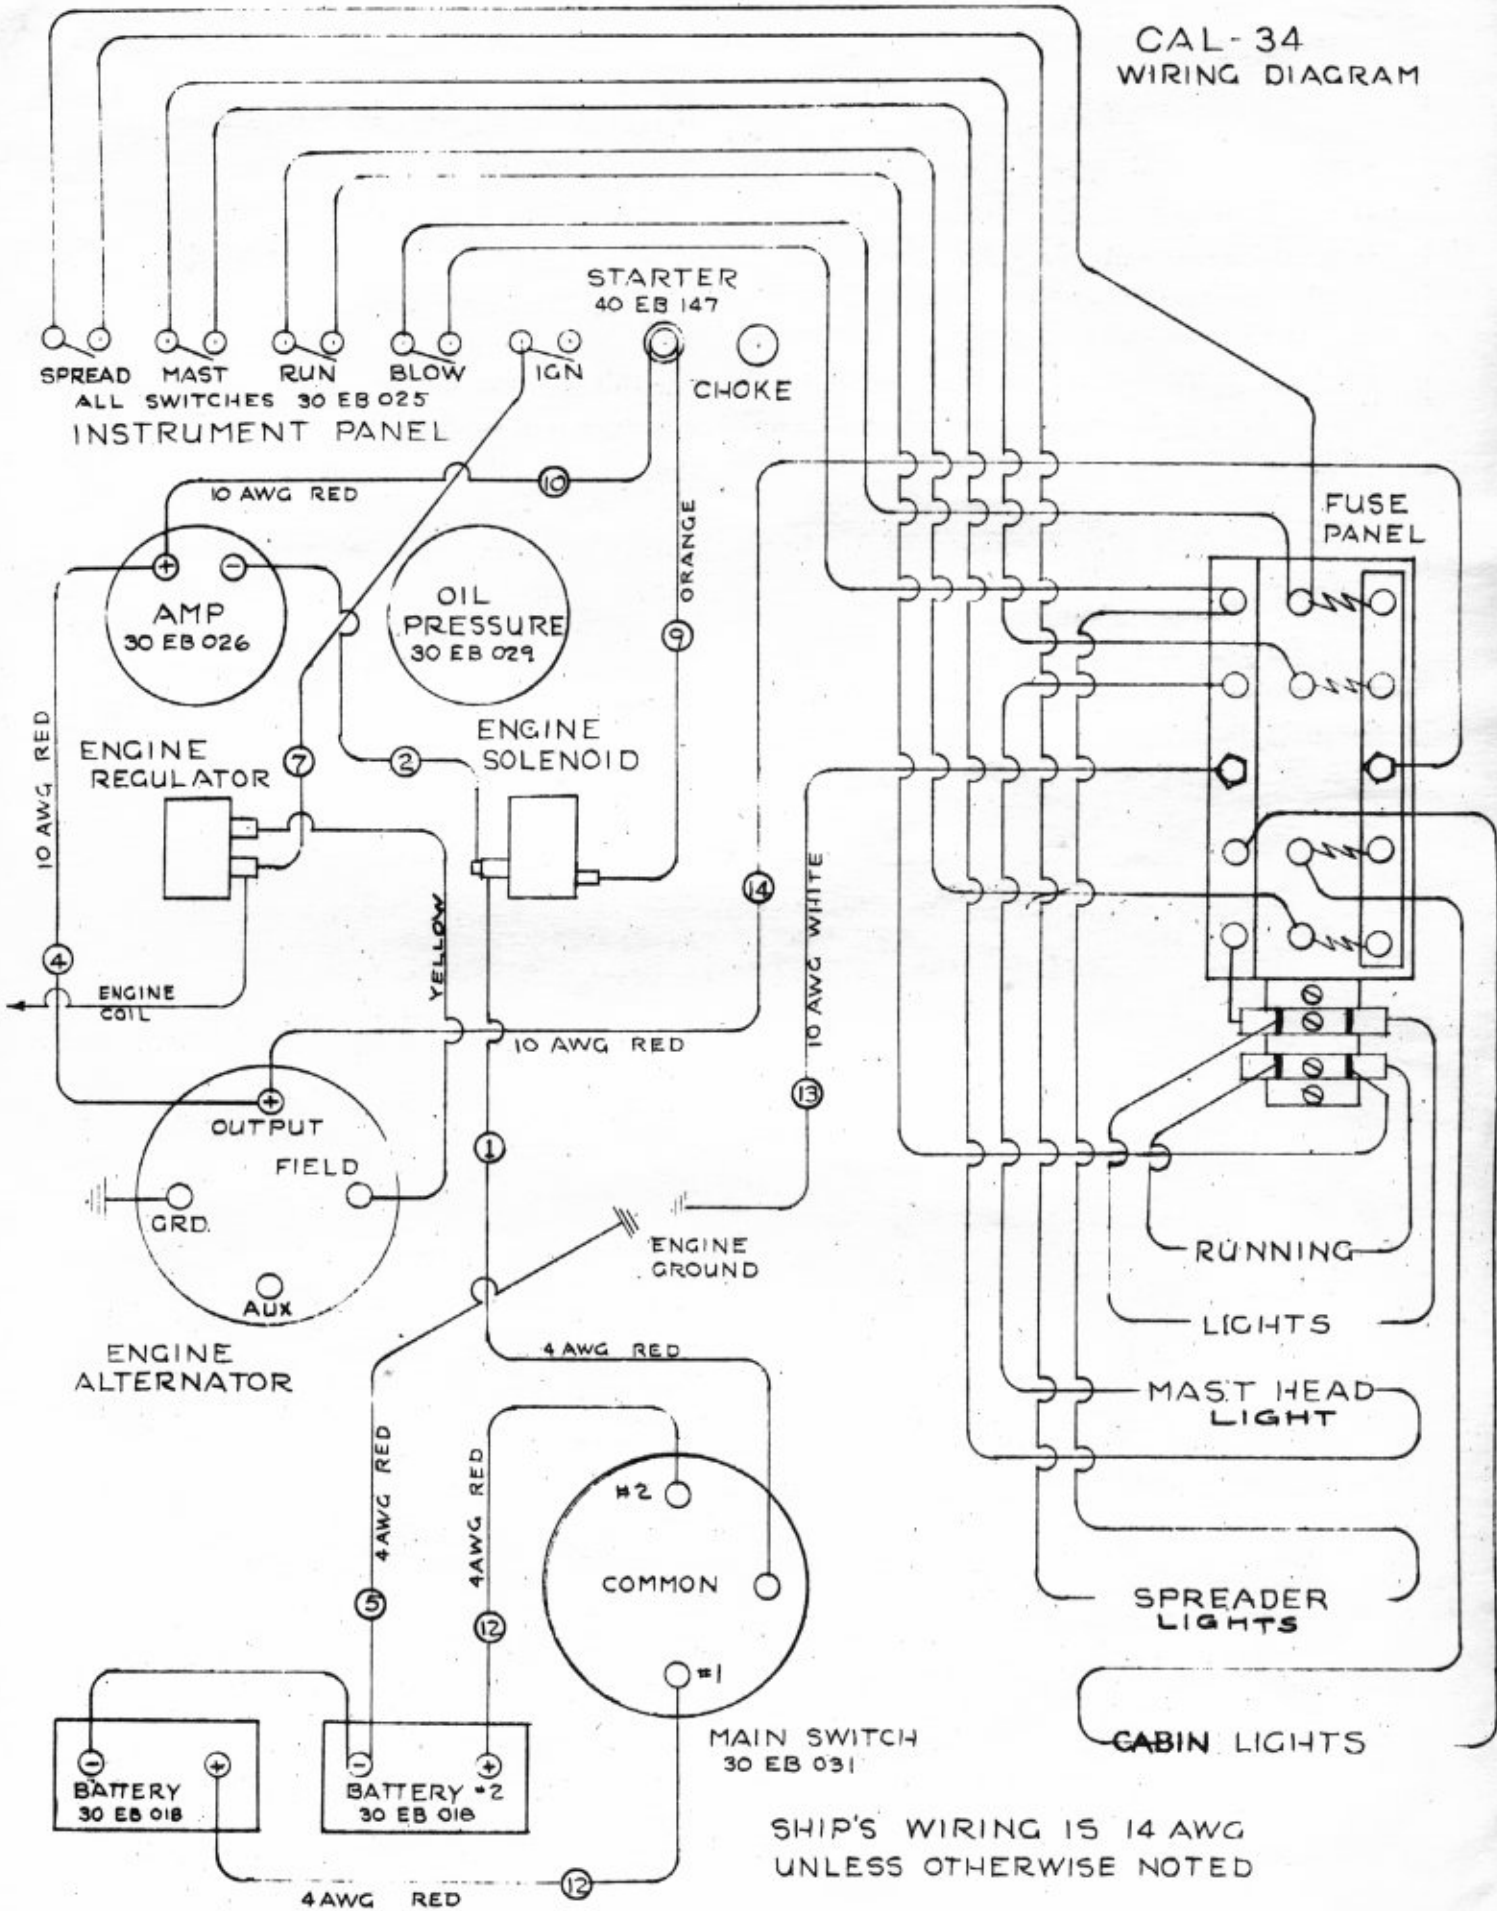 CAL-34
WIRING DIAGRAM
STARTER
40 EB 147
SPREAD
MAST
RUN
BLOW
IGN
CHOKE
ALL SWITCHES 30 EB 025
INSTRUMENT PANEL
10 AWG RED
10
ORANGE
FUSE
PANEL
+
-
AMP
30 EB 026
OIL
PRESSURE
30 EB 029
9
10 AWG RED
ENGINE
REGULATOR
7
2
ENGINE
SOLENOID
14
10 AWG WHITE
YELLOW
4
ENGINE
COIL
10 AWG RED
13
+
OUTPUT
FIELD
GRD.
AUX
1
ENGINE
GROUND
ENGINE
ALTERNATOR
4 AWG RED
RUNNING
LIGHTS
MAST HEAD
LIGHT
4 AWG RED
4 AWG RED
#2
COMMON
#1
5
12
SPREADER
LIGHTS
MAIN SWITCH
30 EB 031
CABIN LIGHTS
-
+
BATTERY
30 EB 018
-
+
BATTERY #2
30 EB 018
4 AWG RED
12
SHIP'S WIRING IS 14 AWG
UNLESS OTHERWISE NOTED